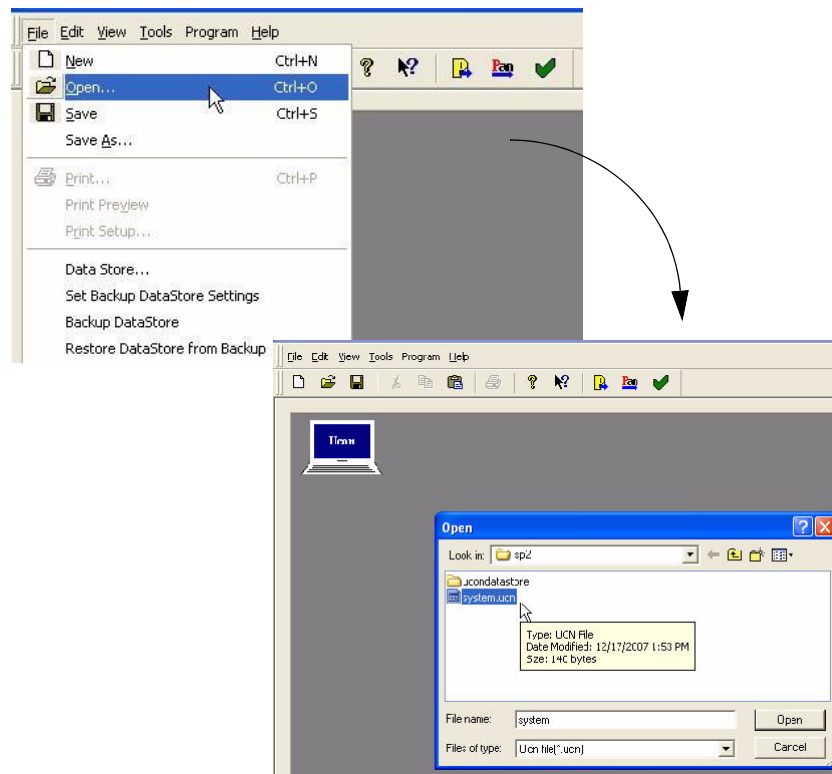 File Edit View Tools Program Help
New Ctrl+N
Open... Ctrl+O
Save Ctrl+S
Save As...
Print... Ctrl+P
Print Preview
Print Setup...
Data Store...
Set Backup DataStore Settings
Backup DataStore
Restore DataStore from Backup
Pan
File Edit View Tools Program Help
Pan
Ucon
Open
Look in: sp2
ucondatastore
system.ucn
Type: UCN File
Date Modified: 12/17/2007 1:53 PM
Size: 140 bytes
File name: system Open
Files of type: Ucn file(*.ucn) Cancel